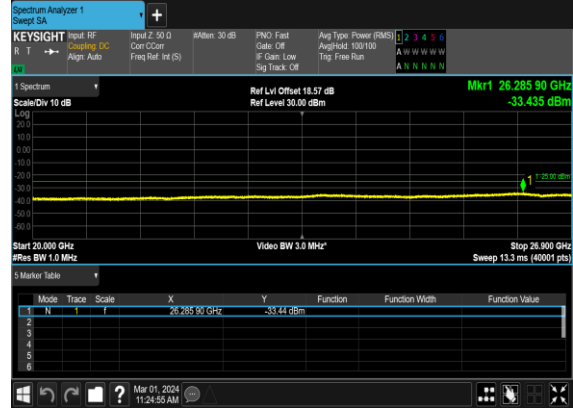 Spectrum Analyzer 1
Swept SA
+
KEYSIGHT Input: RF Input Z: 50 Ω #Atten: 30 dB PNO: Fast Avg Type: Power (RMS) 1 2 3 4 5 6
R T Coupling: DC Corr CCorr Gate: Off Avg|Hold: 100/100 A W W W W W
Align: Auto Freq Ref: Int (S) IF Gain: Low Trig: Free Run
LM Sig Track: Off A N N N N N
1 Spectrum Ref Lvl Offset 18.57 dB Mkr1 26.285 90 GHz
Scale/Div 10 dB Ref Level 30.00 dBm -33.435 dBm
Log
20.0
10.0
0.00
-10.0
-20.0
-30.0
-40.0
-50.0
-60.0
1
-25.00 dBm
Start 20.000 GHz Video BW 3.0 MHz* Stop 26.900 GHz
#Res BW 1.0 MHz Sweep 13.3 ms (40001 pts)
5 Marker Table
Mode Trace Scale X Y Function Function Width Function Value
1 N 1 f 26.285 90 GHz -33.44 dBm
2
3
4
5
6
? Mar 01, 2024
11:24:55 AM